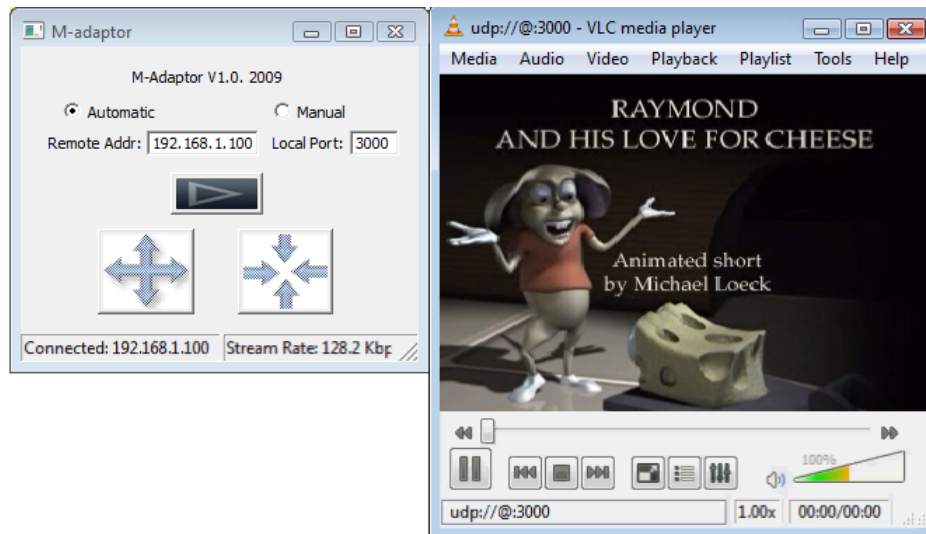 M-adaptor
M-Adaptor V1.0. 2009
Automatic
Manual
Remote Addr: 192.168.1.100 Local Port: 3000
Connected: 192.168.1.100
Stream Rate: 128.2 Kbp
udp://@:3000 - VLC media player
Media Audio Video Playback Playlist Tools Help
RAYMOND
AND HIS LOVE FOR CHEESE
Animated short
by Michael Loeck
100%
udp://@:3000
1.00x
00:00/00:00